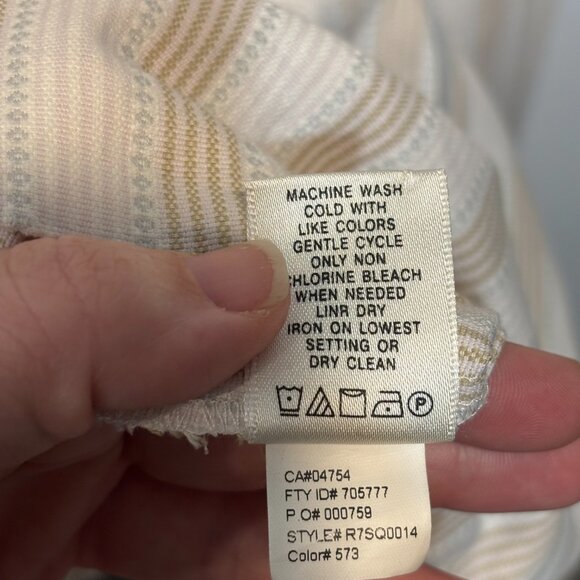 MACHINE WASH
COLD WITH
LIKE COLORS
GENTLE CYCLE
ONLY NON
CHLORINE BLEACH
WHEN NEEDED
LINR DRY
IRON ON LOWEST
SETTING OR
DRY CLEAN
P
CA#04754
FTY ID# 705777
P.O# 000759
STYLE# R7SQ0014
Color# 573